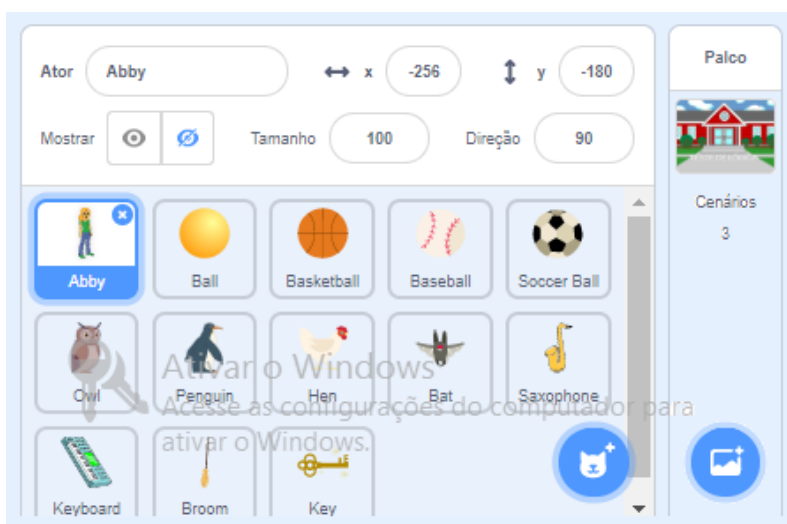 Ator Abby x -256 y -180 Palco
Mostrar Tamanho 100 Direção 90
Cenários
3
Abby Ball Basketball Baseball Soccer Ball
Owl Penguin Hen Bat Saxophone
Ativar o Windows
Acesse as configurações do computador para
ativar o Windows.
Keyboard Broom Key